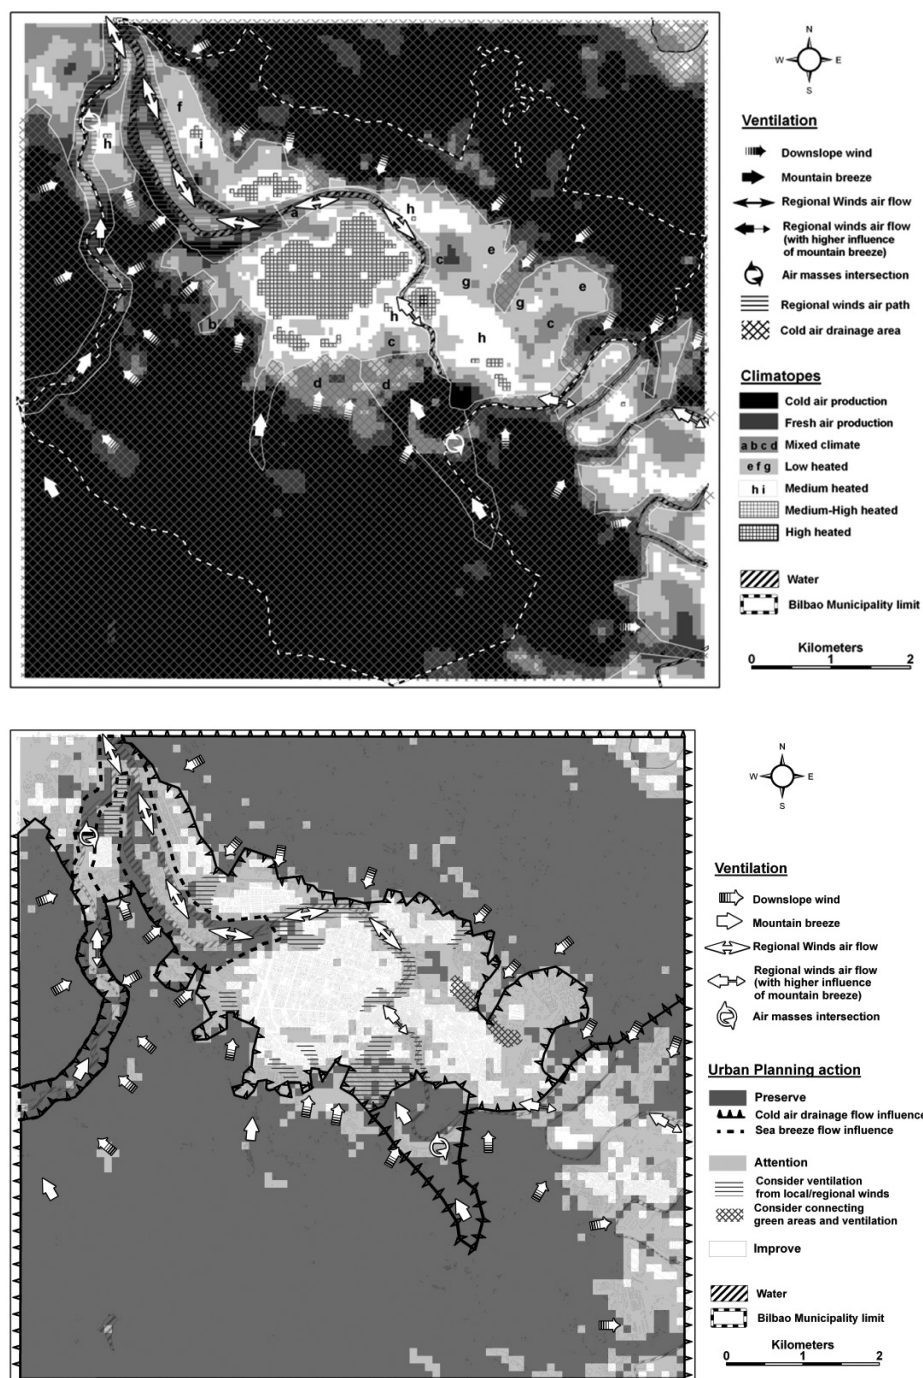 N
W E
S
Ventilation
Downslope wind
Mountain breeze
Regional Winds air flow
Regional winds air flow
(with higher influence
of mountain breeze)
Air masses intersection
Regional winds air path
Cold air drainage area
Climatopes
Cold air production
Fresh air production
a b c d Mixed climate
e f g Low heated
h i Medium heated
Medium-High heated
High heated
Water
Bilbao Municipality limit
Kilometers
0 1 2
f
h
i
a
h
c
e
g
e
g
c
b
h
h
c
d
d
N
W E
S
Ventilation
Downslope wind
Mountain breeze
Regional Winds air flow
Regional winds air flow
(with higher influence
of mountain breeze)
Air masses intersection
Urban Planning action
Preserve
Cold air drainage flow influence
Sea breeze flow influence
Attention
Consider ventilation
from local/regional winds
Consider connecting
green areas and ventilation
Improve
Water
Bilbao Municipality limit
Kilometers
0 1 2